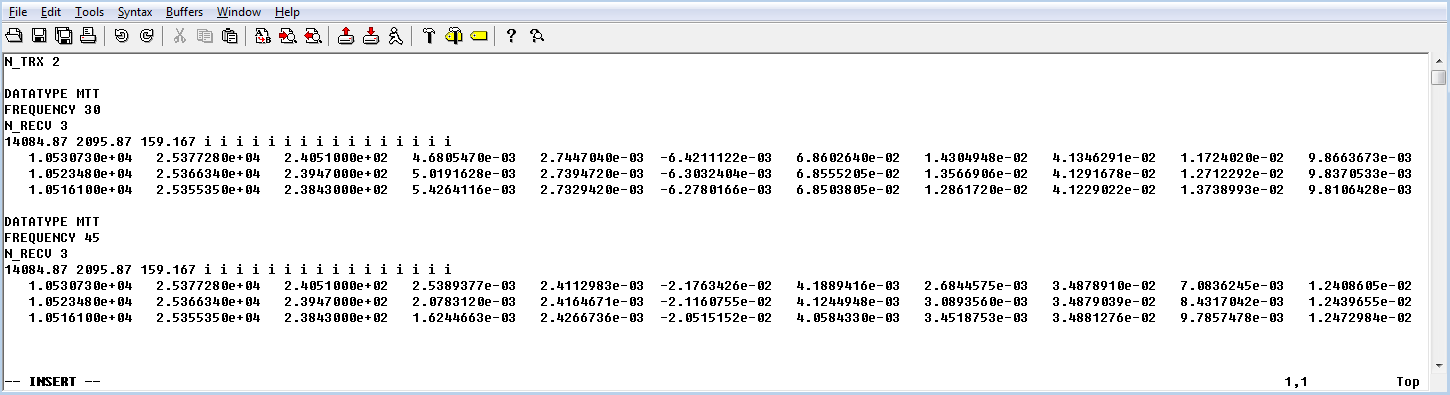 File Edit Tools Syntax Buffers Window Help
N_TRX 2
DATATYPE MTT
FREQUENCY 30
N_RECV 3
14084.87 2095.87 159.167 i i i i i i i i i i i i i i i i
1.0530730e+04 2.5377280e+04 2.4051000e+02 4.6805470e-03 2.7447040e-03 -6.4211122e-03 6.8602640e-02 1.4304948e-02 4.1346291e-02 1.1724020e-02 9.8663673e-03
1.0523480e+04 2.5366340e+04 2.3947000e+02 5.0191628e-03 2.7394720e-03 -6.3032404e-03 6.8555205e-02 1.3566906e-02 4.1291678e-02 1.2712292e-02 9.8370533e-03
1.0516100e+04 2.5355350e+04 2.3843000e+02 5.4264116e-03 2.7329420e-03 -6.2780166e-03 6.8503805e-02 1.2861720e-02 4.1229022e-02 1.3738993e-02 9.8106428e-03
DATATYPE MTT
FREQUENCY 45
N_RECV 3
14084.87 2095.87 159.167 i i i i i i i i i i i i i i i i
1.0530730e+04 2.5377280e+04 2.4051000e+02 2.5389377e-03 2.4112983e-03 -2.1763426e-02 4.1889416e-03 2.6844575e-03 3.4878910e-02 7.0836245e-03 1.2408605e-02
1.0523480e+04 2.5366340e+04 2.3947000e+02 2.0783120e-03 2.4164671e-03 -2.1160755e-02 4.1244948e-03 3.0893560e-03 3.4879039e-02 8.4317042e-03 1.2439655e-02
1.0516100e+04 2.5355350e+04 2.3843000e+02 1.6244663e-03 2.4266736e-03 -2.0515152e-02 4.0584330e-03 3.4518753e-03 3.4881276e-02 9.7857478e-03 1.2472984e-02
-- INSERT -- 1,1 Top